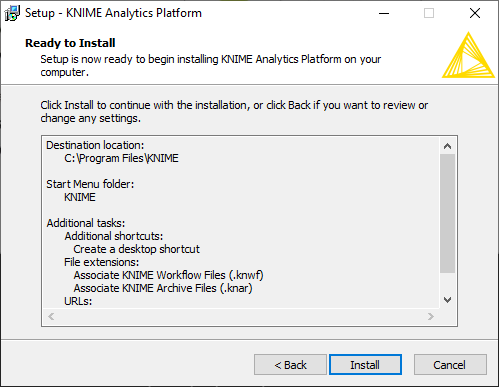 Setup - KNIME Analytics Platform
Ready to Install
Setup is now ready to begin installing KNIME Analytics Platform on your
computer.
Click Install to continue with the installation, or click Back if you want to review or
change any settings.
Destination location:
C:\Program Files\KNIME
Start Menu folder:
KNIME
Additional tasks:
Additional shortcuts:
Create a desktop shortcut
File extensions:
Associate KNIME Workflow Files (.knwf)
Associate KNIME Archive Files (.knar)
URLs:
< Back
Install
Cancel